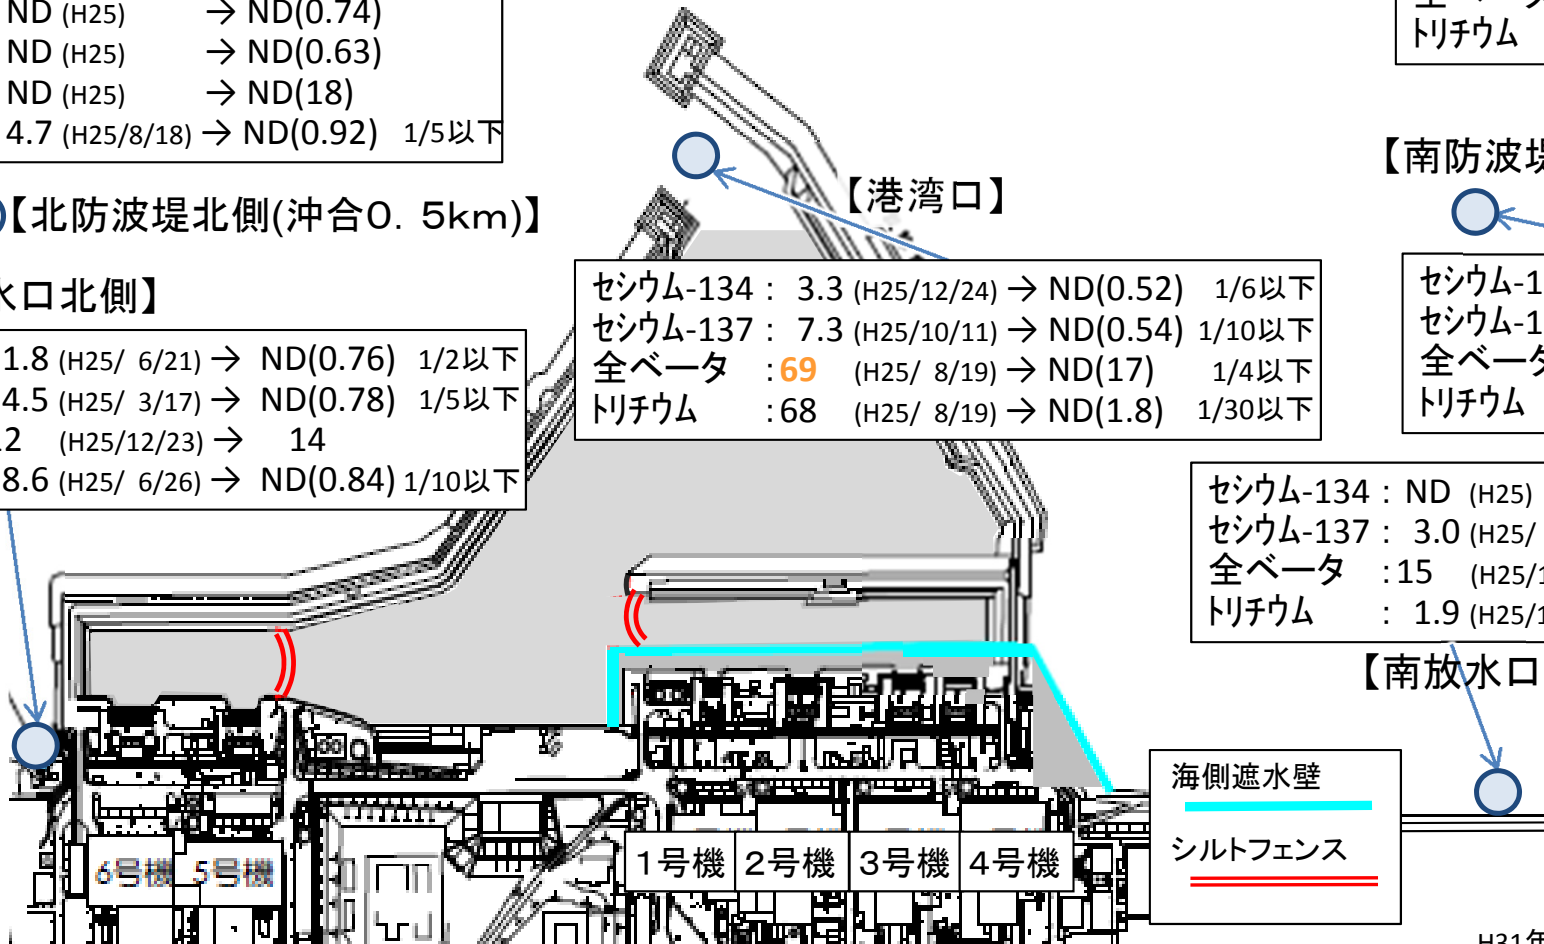 ND (H25) → ND(0.74)
ND (H25) → ND(0.63)
ND (H25) → ND(18)
4.7 (H25/8/18) → ND(0.92) 1/5以下
【北防波堤北側(沖合0．5km)】
水口北側】
1.8 (H25/ 6/21) → ND(0.76) 1/2以下
4.5 (H25/ 3/17) → ND(0.78) 1/5以下
2 (H25/12/23) → 14
8.6 (H25/ 6/26) → ND(0.84) 1/10以下
【港湾口】
セシウム-134 : 3.3 (H25/12/24) → ND(0.52) 1/6以下
セシウム-137 : 7.3 (H25/10/11) → ND(0.54) 1/10以下
全ベータ : 69 (H25/ 8/19) → ND(17) 1/4以下
トリチウム : 68 (H25/ 8/19) → ND(1.8) 1/30以下
トリチウム
【南防波堤
セシウム-1
セシウム-1
全ベータ
トリチウム
セシウム-134 : ND (H25)
セシウム-137 : 3.0 (H25/
全ベータ : 15 (H25/1
トリチウム : 1.9 (H25/1
【南放水口
海側遮水壁
シルトフェンス
6号機 5号機
1号機 2号機 3号機 4号機
H31年